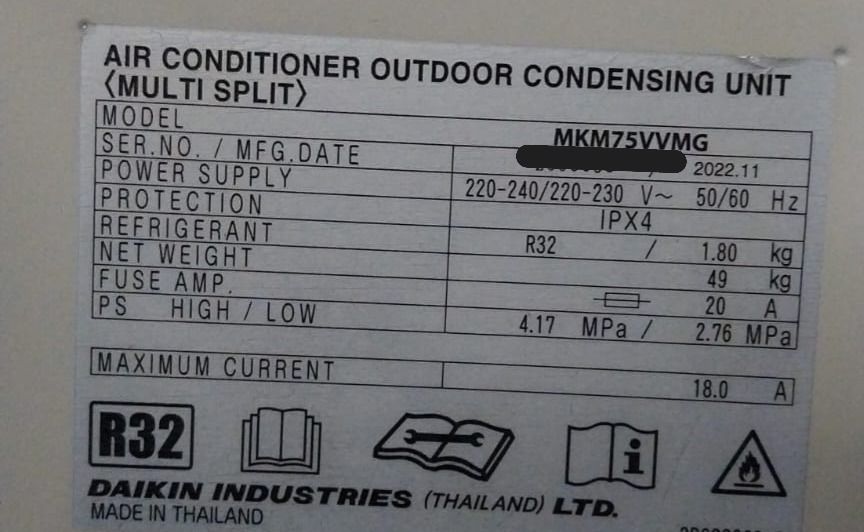 AIR CONDITIONER OUTDOOR CONDENSING UNIT
〈MULTI SPLIT〉
MODEL MKM75VVMG
SER.NO. / MFG.DATE / 2022.11
POWER SUPPLY 220-240/220-230 V~ 50/60 Hz
PROTECTION IPX4
REFRIGERANT R32 / 1.80 kg
NET WEIGHT 49 kg
FUSE AMP. 20 A
PS HIGH / LOW 4.17 MPa / 2.76 MPa
MAXIMUM CURRENT 18.0 A
R32 i
DAIKIN INDUSTRIES (THAILAND) LTD.
MADE IN THAILAND